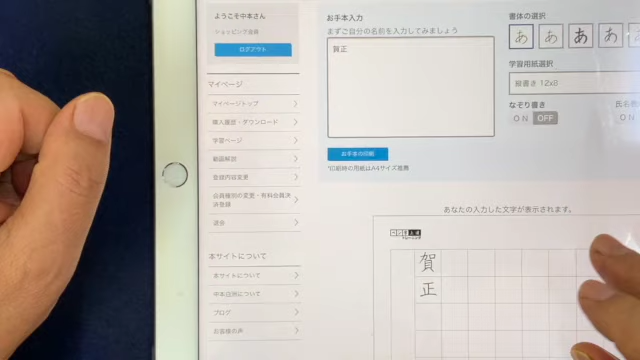 ようこそ中本さん
ショッピング会員
ログアウト
マイページ
マイページトップ
購入履歴・ダウンロード
学習ページ
動画解説
登録内容変更
会員種別の変更・有料会員決
済登録
退会
本サイトについて
本サイトについて
中本白洲について
ブログ
お客様の声
お手本入力
まずご自分の名前を入力してみましょう
賀正
お手本の印刷
*印刷時の用紙はA4サイズ推奨
書体の選択
あ
あ
あ
あ
学習用紙選択
縦書き 12x8
なぞり書き
ON OFF
氏名
ON
あなたの入力した文字が表示されます。
賀
正